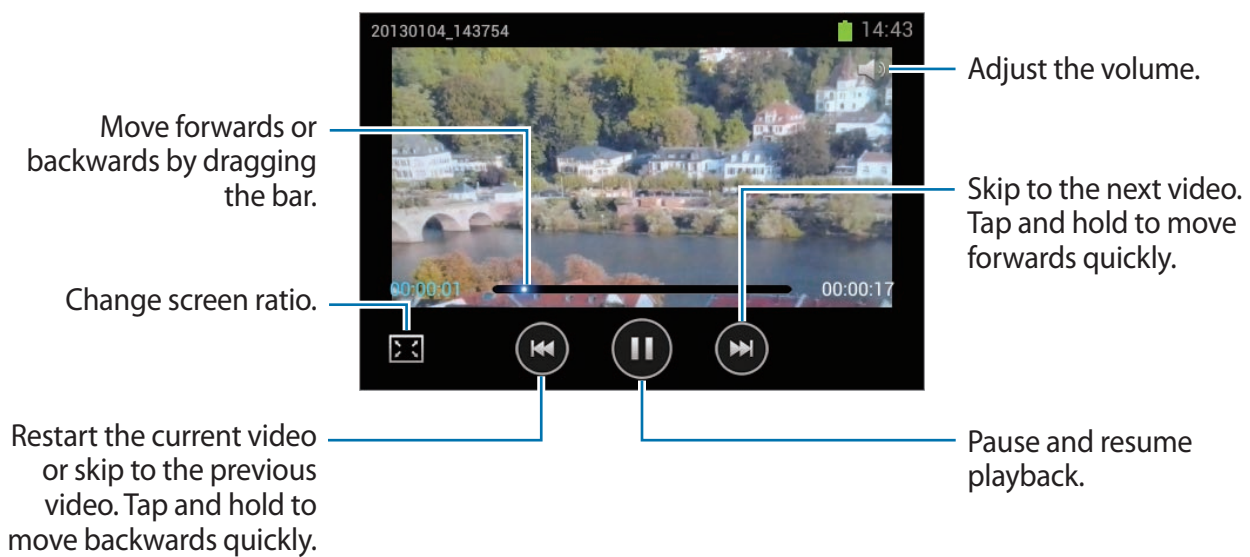 20130104_143754
14:43
Adjust the volume.
Move forwards or
backwards by dragging
the bar.
Skip to the next video.
Tap and hold to move
forwards quickly.
00:00:01
00:00:17
Change screen ratio.
Restart the current video
or skip to the previous
video. Tap and hold to
move backwards quickly.
Pause and resume
playback.